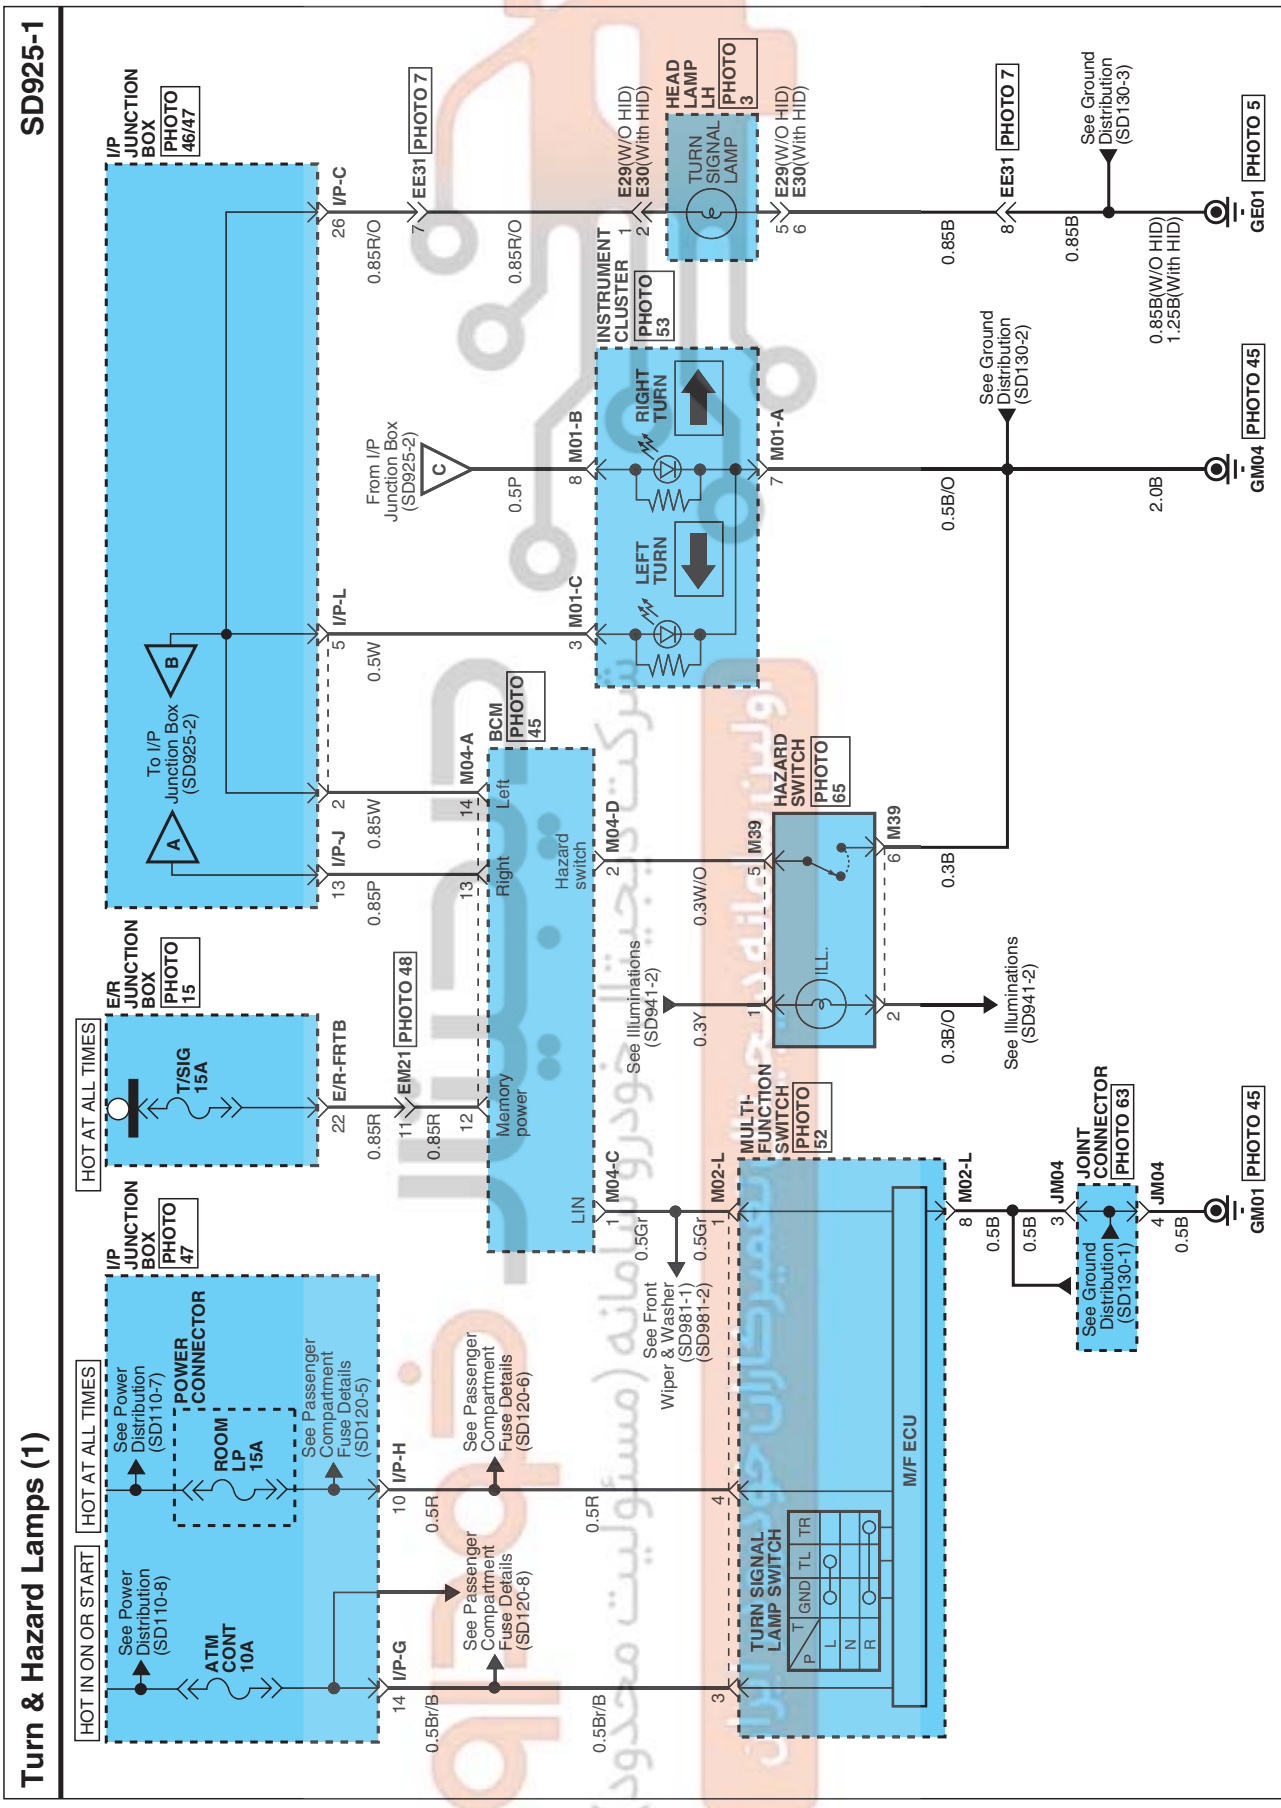 Turn & Hazard Lamps (1)
SD925-1
HOT IN ON OR START
HOT AT ALL TIMES
I/P
JUNCTION
BOX
PHOTO
47
See Power
Distribution
(SD110-8)
ATM
CONT
10A
See Power
Distribution
(SD110-7)
POWER
CONNECTOR
ROOM
LP
15A
See Passenger
Compartment
Fuse Details
(SD120-5)
14
I/P-G
0.5Br/B
10
I/P-H
0.5R
See Passenger
Compartment
Fuse Details
(SD120-8)
See Passenger
Compartment
Fuse Details
(SD120-6)
0.5Br/B
0.5R
3
4
HOT AT ALL TIMES
E/R
JUNCTION
BOX
PHOTO
15
T/SIG
15A
22
E/R-FRTB
0.85R
11
EM21
PHOTO 48
0.85R
12
I/P
JUNCTION
BOX
PHOTO
46/47
A
To I/P
Junction Box
(SD925-2)
B
13
I/P-J
0.85P
2
0.85W
5
I/P-L
0.5W
26
I/P-C
0.85R/O
7
EE31
PHOTO 7
0.85R/O
13
14
M04-A
BCM
PHOTO
45
Memory
power
Right
Left
LIN
Hazard
switch
1
M04-C
0.5Gr
2
M04-D
0.3W/O
See Front
Wiper & Washer
(SD981-1)
(SD981-2)
0.5Gr
1
M02-L
MULTI-
FUNCTION
SWITCH
PHOTO
52
TURN SIGNAL
LAMP SWITCH
T
P
GND
TL
TR
L
N
R
M/F ECU
8
M02-L
0.5B
0.5B
3
JM04
JOINT
CONNECTOR
PHOTO 63
See Ground
Distribution
(SD130-1)
4
JM04
0.5B
GM01
PHOTO 45
See Illuminations
(SD941-2)
0.3Y
1
5
M39
HAZARD
SWITCH
PHOTO
65
ILL.
2
6
M39
0.3B/O
0.3B
See Illuminations
(SD941-2)
From I/P
Junction Box
(SD925-2)
C
0.5P
3
M01-C
8
M01-B
INSTRUMENT
CLUSTER
PHOTO
53
LEFT
TURN
RIGHT
TURN
7
M01-A
0.5B/O
See Ground
Distribution
(SD130-2)
2.0B
GM04
PHOTO 45
1
E29(W/O HID)
2
E30(With HID)
HEAD
LAMP
LH
PHOTO
3
TURN
SIGNAL
LAMP
5
E29(W/O HID)
6
E30(With HID)
0.85B
8
EE31
PHOTO 7
0.85B
See Ground
Distribution
(SD130-3)
0.85B(W/O HID)
1.25B(With HID)
GE01
PHOTO 5
شرکت دیجیتال خودرو سامانه (مسئولیت محدود)